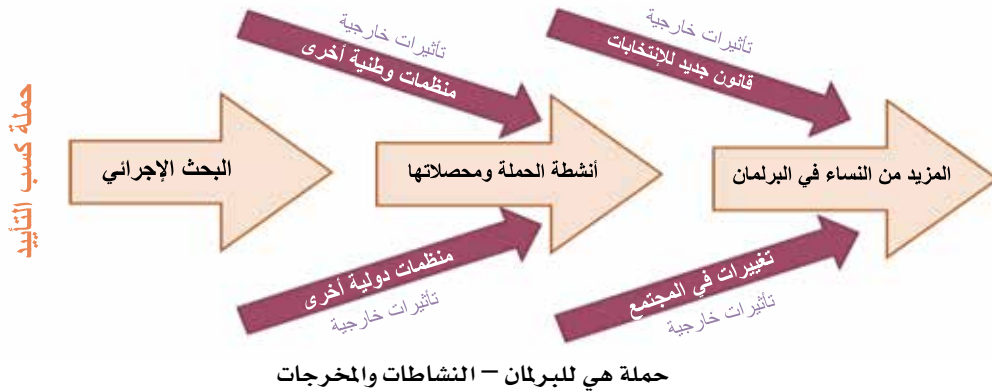 حملة كسب التأييد
تأثيرات خارجية
منظمات وطنية أخرى
تأثيرات خارجية
قانون جديد للإنتخابات
البحث الإجرائي
أنشطة الحملة ومحصلاتها
المزيد من النساء في البرلمان
منظمات دولية أخرى
تأثيرات خارجية
تغييرات في المجتمع
تأثيرات خارجية
حملة هي للبرلمان – النشاطات والمخرجات